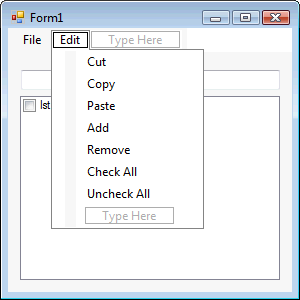 Form1
File Edit Type Here
Cut
Copy
Paste
Add
lst
Remove
Check All
Uncheck All
Type Here